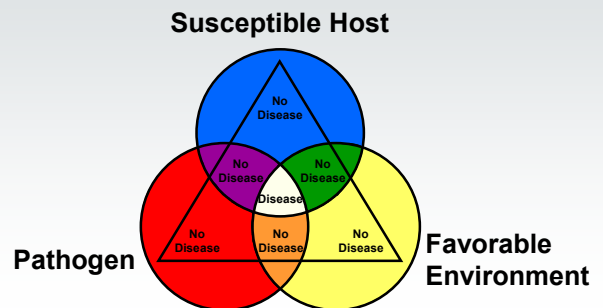 Susceptible Host
No
Disease
No
Disease
No
Disease
Disease
No
Disease
No
Disease
No
Disease
Pathogen
Favorable
Environment